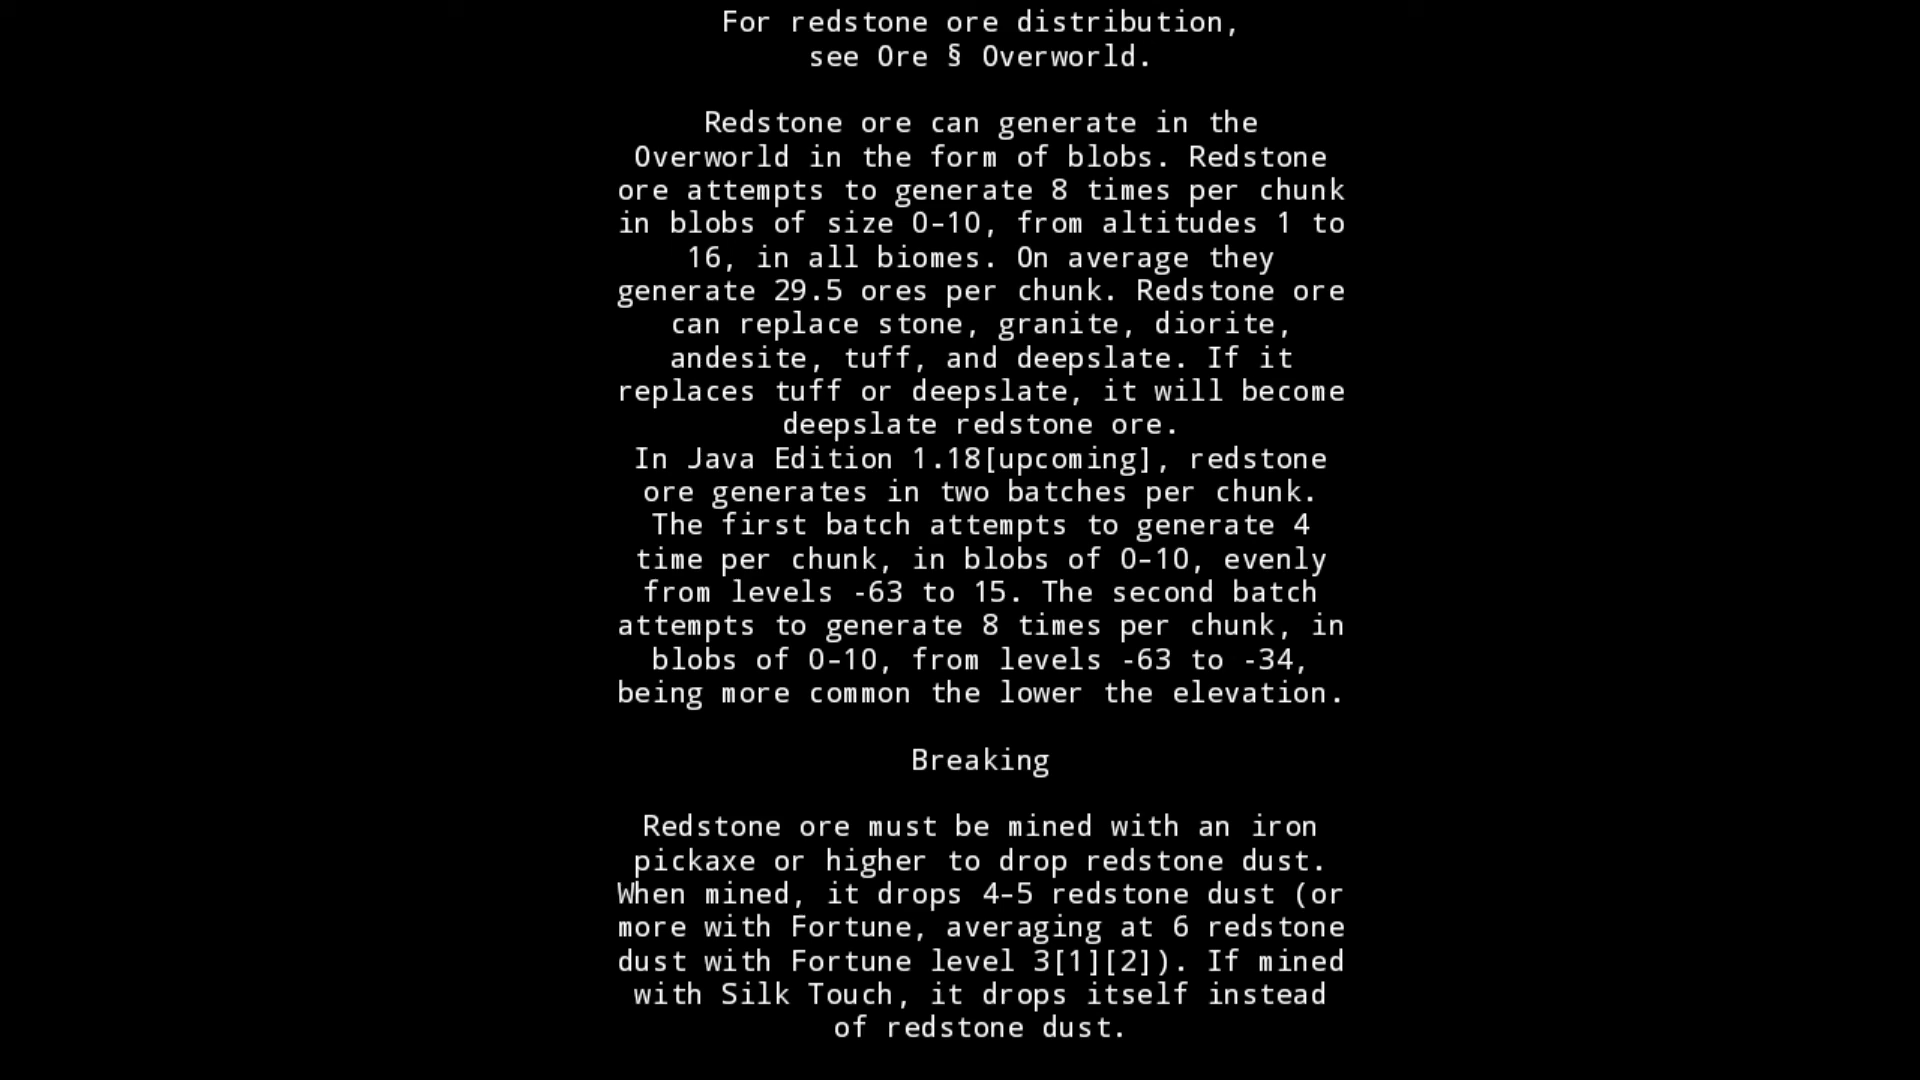 For redstone ore distribution,
see Ore § Overworld.
Redstone ore can generate in the
Overworld in the form of blobs. Redstone
ore attempts to generate 8 times per chunk
in blobs of size 0–10, from altitudes 1 to
16, in all biomes. On average they
generate 29.5 ores per chunk. Redstone ore
can replace stone, granite, diorite,
andesite, tuff, and deepslate. If it
replaces tuff or deepslate, it will become
deepslate redstone ore.
In Java Edition 1.18[upcoming], redstone
ore generates in two batches per chunk.
The first batch attempts to generate 4
time per chunk, in blobs of 0–10, evenly
from levels -63 to 15. The second batch
attempts to generate 8 times per chunk, in
blobs of 0–10, from levels -63 to -34,
being more common the lower the elevation.
Breaking
Redstone ore must be mined with an iron
pickaxe or higher to drop redstone dust.
When mined, it drops 4–5 redstone dust (or
more with Fortune, averaging at 6 redstone
dust with Fortune level 3[1][2]). If mined
with Silk Touch, it drops itself instead
of redstone dust.